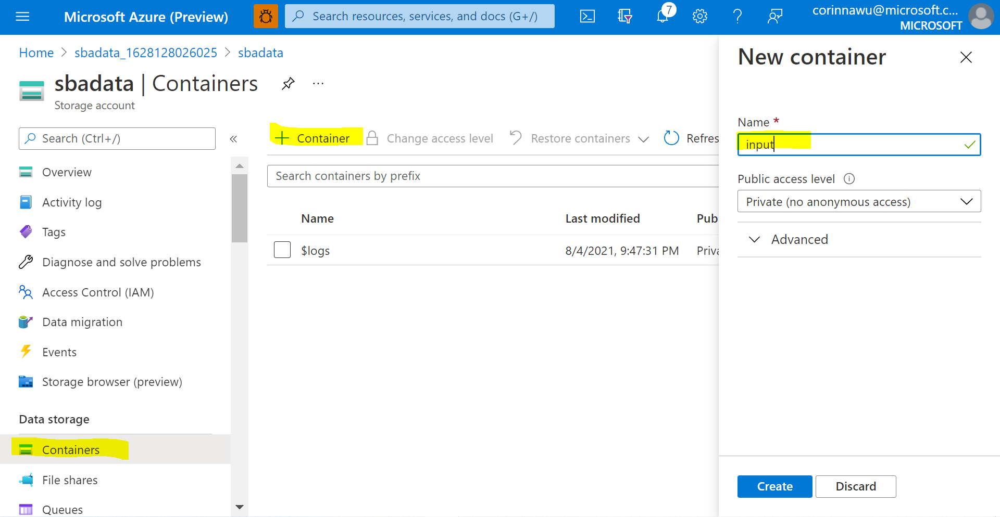 Microsoft Azure (Preview)
Search resources, services, and docs (G+/)
7
corinnawu@microsoft.c...
MICROSOFT
Home > sbadata_1628128026025 > sbadata
sbadata | Containers
...
Storage account
Search (Ctrl+/)
«
Overview
Activity log
Tags
Diagnose and solve problems
Access Control (IAM)
Data migration
Events
Storage browser (preview)
Data storage
Containers
File shares
Queues
+ Container
Change access level
Restore containers
Refres
Search containers by prefix
Name Last modified Pub
$logs 8/4/2021, 9:47:31 PM Priva
New container
Name *
input
Public access level
Private (no anonymous access)
Advanced
Create
Discard